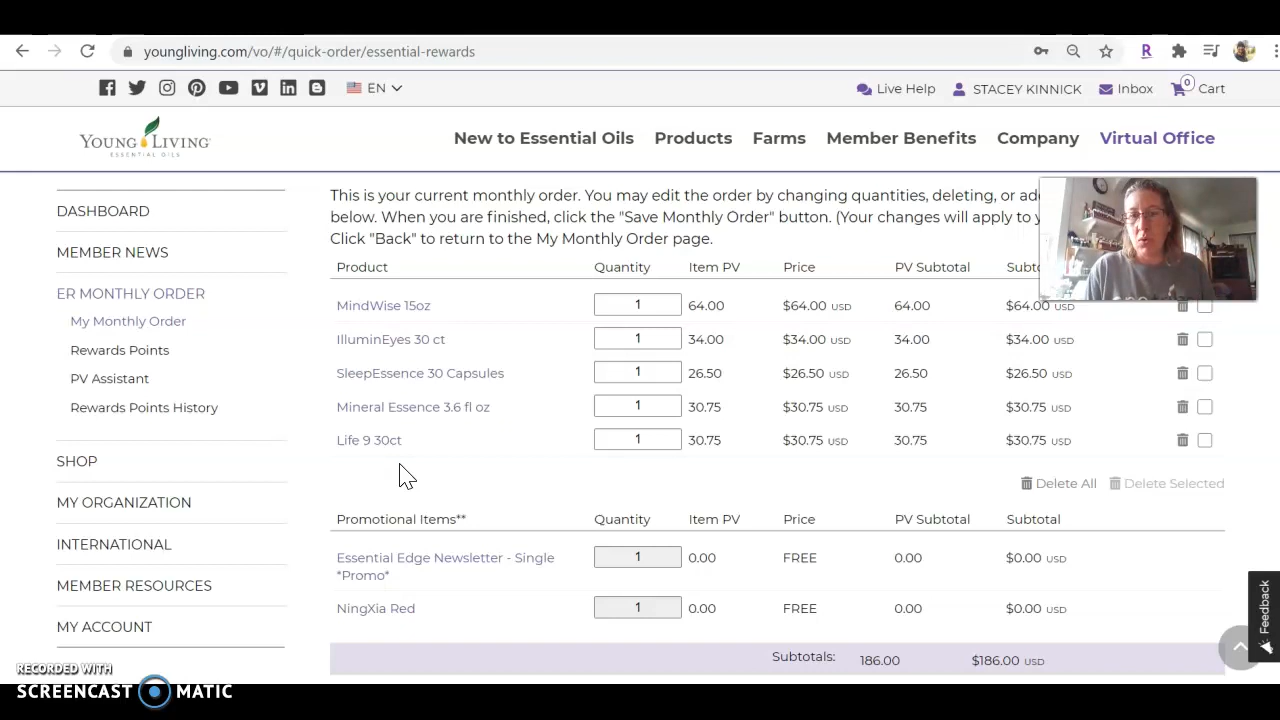 youngliving.com/vo/#/quick-order/essential-rewards
R
EN
Live Help
STACEY KINNICK
Inbox
0
Cart
YOUNG LIVING
ESSENTIAL OILS
New to Essential Oils
Products
Farms
Member Benefits
Company
Virtual Office
DASHBOARD
MEMBER NEWS
ER MONTHLY ORDER
My Monthly Order
Rewards Points
PV Assistant
Rewards Points History
SHOP
MY ORGANIZATION
INTERNATIONAL
MEMBER RESOURCES
MY ACCOUNT
This is your current monthly order. You may edit the order by changing quantities, deleting, or
below. When you are finished, click the "Save Monthly Order" button. (Your changes will apply to
Click "Back" to return to the My Monthly Order page.
Product Quantity Item PV Price PV Subtotal
MindWise 15oz 1 64.00 $64.00 USD 64.00 $64.00 USD
IlluminEyes 30 ct 1 34.00 $34.00 USD 34.00 $34.00 USD
SleepEssence 30 Capsules 1 26.50 $26.50 USD 26.50 $26.50 USD
Mineral Essence 3.6 fl oz 1 30.75 $30.75 USD 30.75 $30.75 USD
Life 9 30ct 1 30.75 $30.75 USD 30.75 $30.75 USD
Delete All Delete Selected
Promotional Items** Quantity Item PV Price PV Subtotal Subtotal
Essential Edge Newsletter - Single 1 0.00 FREE 0.00 $0.00 USD
*Promo*
NingXia Red 1 0.00 FREE 0.00 $0.00 USD
Subtotals: 186.00 $186.00 USD
Feedback
RECORDED WITH
SCREENCAST MATIC